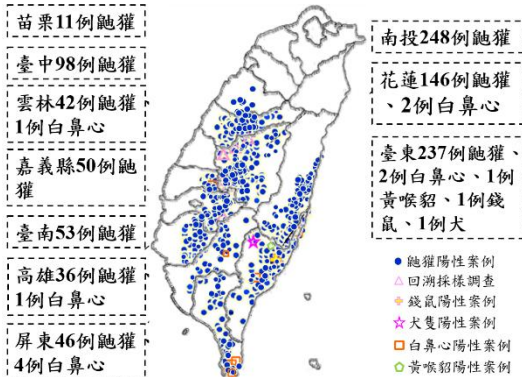 苗栗11例鼬獾
臺中98例鼬獾
雲林42例鼬獾
1例白鼻心
嘉義縣50例鼬
獾
臺南53例鼬獾
高雄36例鼬獾
1例白鼻心
屏東46例鼬獾
4例白鼻心
南投248例鼬獾
花蓮146例鼬獾
、2例白鼻心
臺東237例鼬獾、
2例白鼻心、1例
黃喉貂、1例錢
鼠、1例犬
鼬獾陽性案例
回溯採樣調查
錢鼠陽性案例
犬隻陽性案例
白鼻心陽性案例
黃喉貂陽性案例